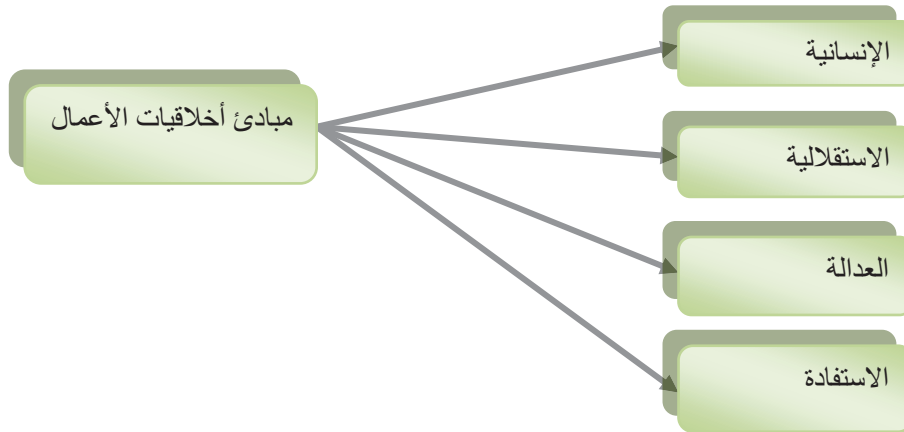 مبادئ أخلاقيات الأعمال
الإنسانية
الاستقلالية
العدالة
الاستفادة